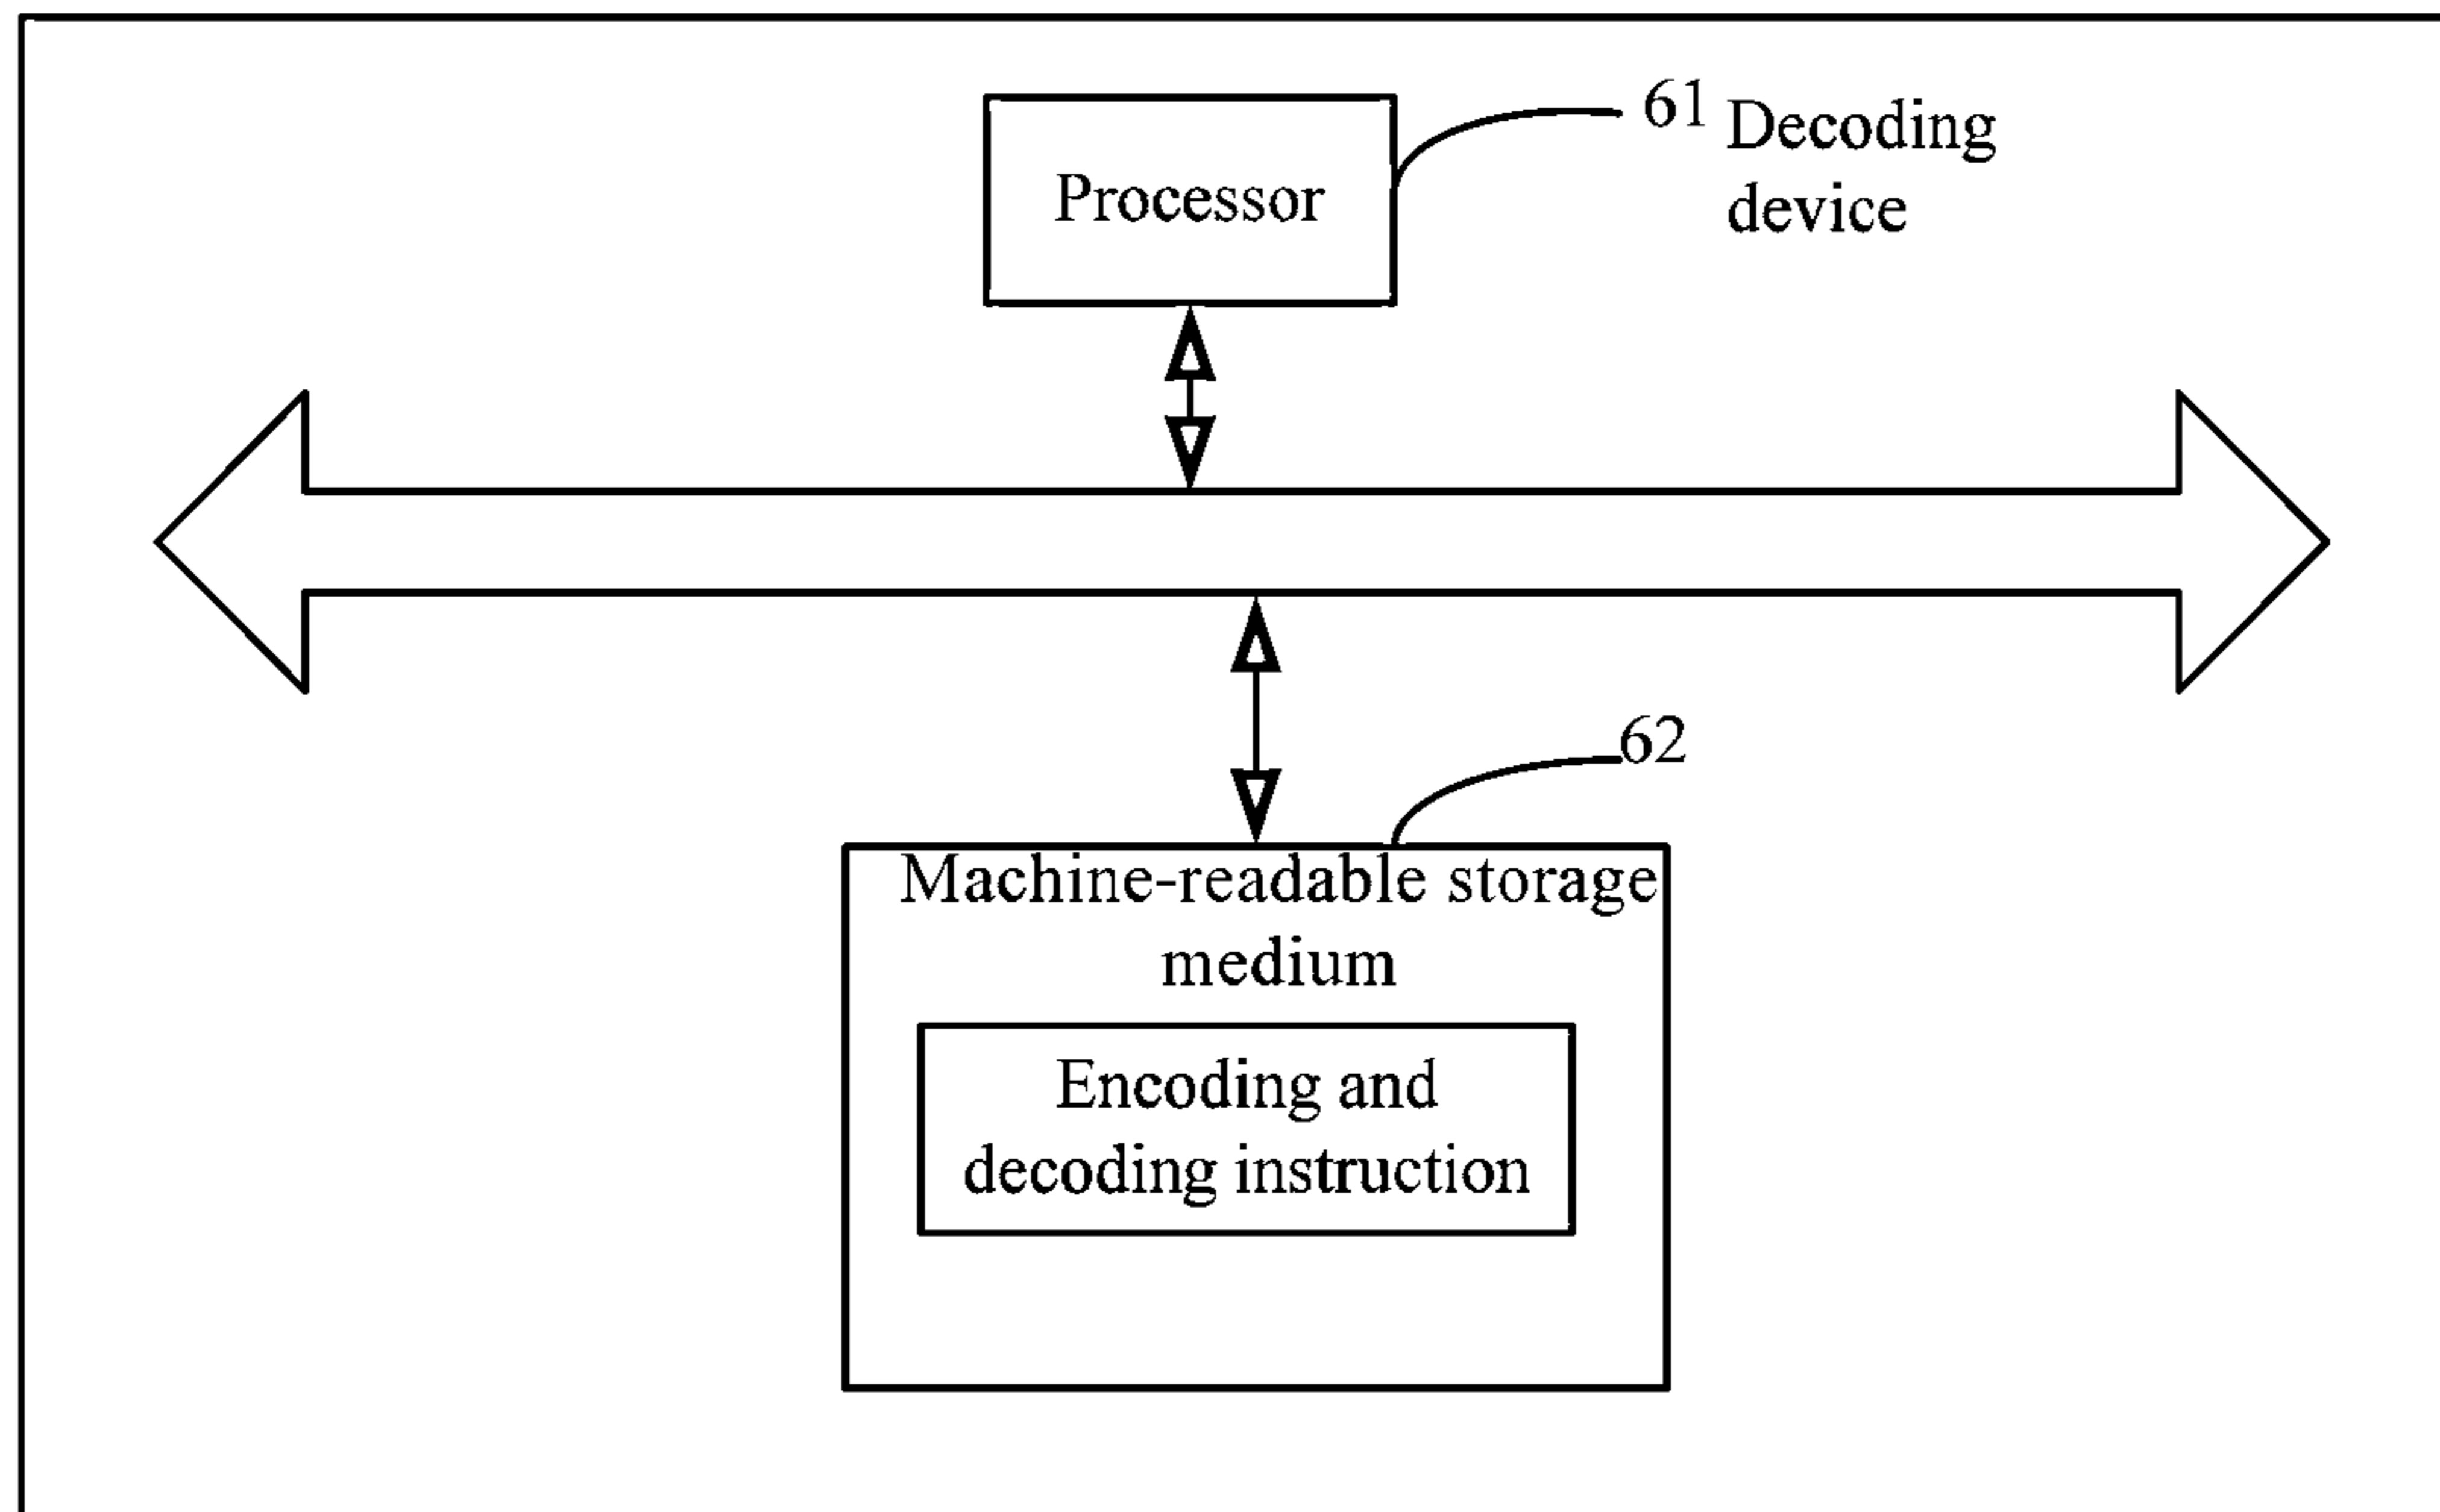 61
Decoding
device
Processor
62
Machine-readable storage
medium
Encoding and
decoding instruction